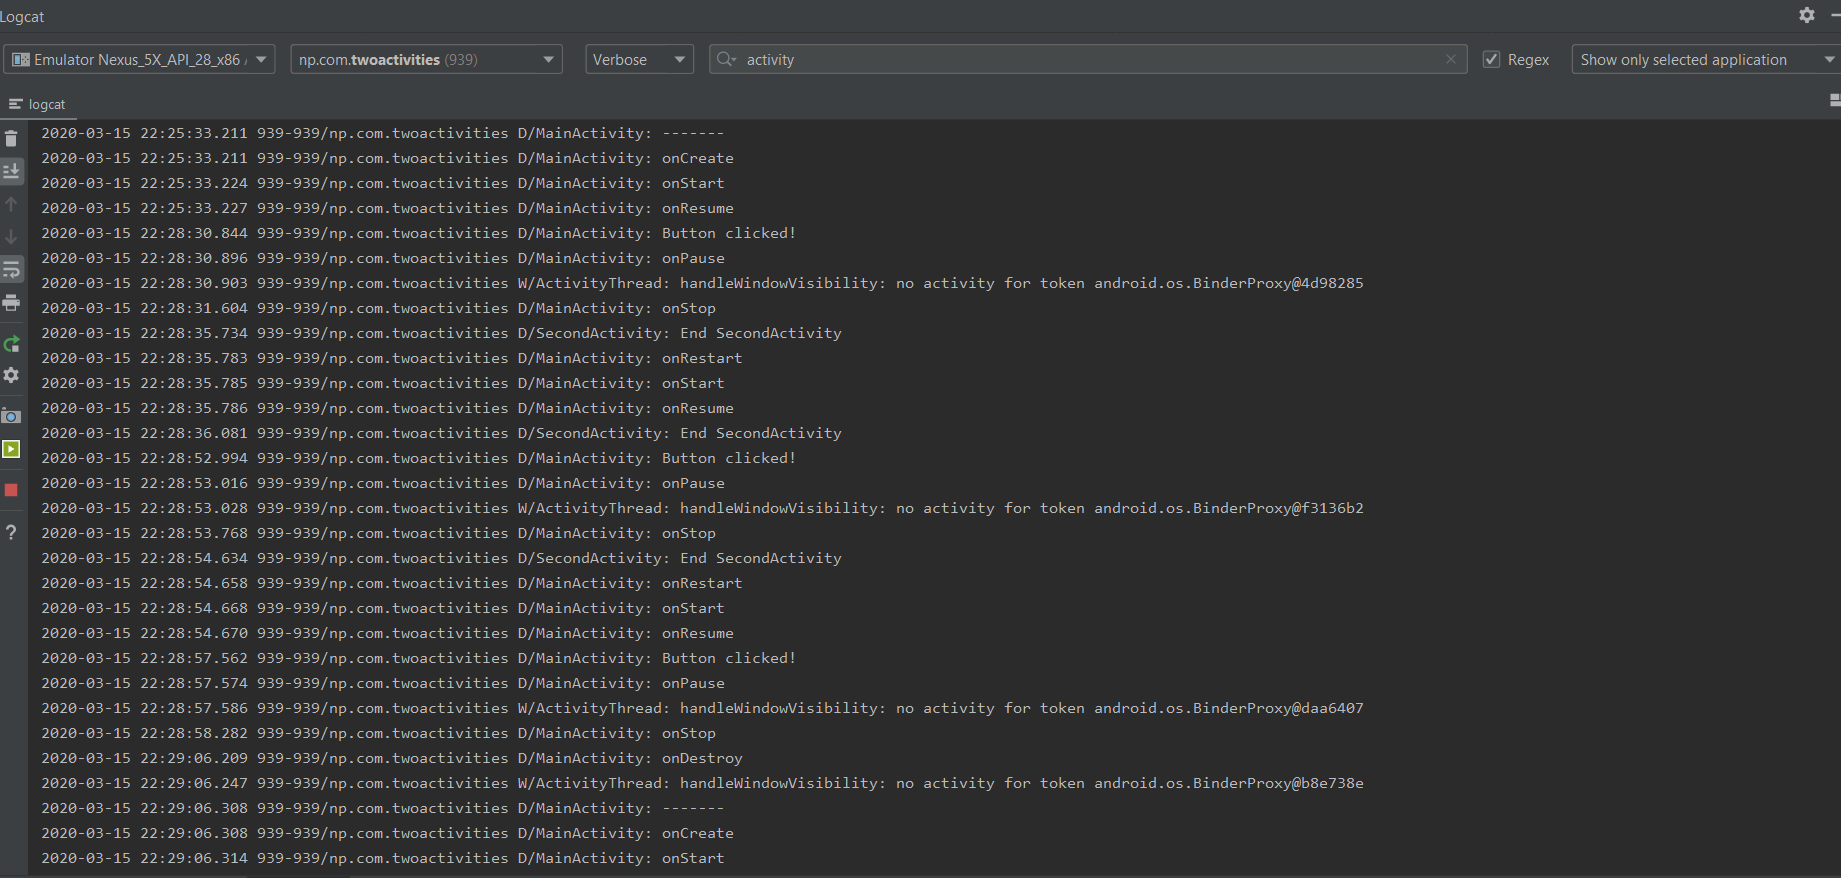 Logcat
Emulator Nexus_5X_API_28_x86 np.com.twoactivities (939) Verbose activity Regex Show only selected application
logcat
2020-03-15 22:25:33.211 939-939/np.com.twoactivities D/MainActivity: -------
2020-03-15 22:25:33.211 939-939/np.com.twoactivities D/MainActivity: onCreate
2020-03-15 22:25:33.224 939-939/np.com.twoactivities D/MainActivity: onStart
2020-03-15 22:25:33.227 939-939/np.com.twoactivities D/MainActivity: onResume
2020-03-15 22:28:30.844 939-939/np.com.twoactivities D/MainActivity: Button clicked!
2020-03-15 22:28:30.896 939-939/np.com.twoactivities D/MainActivity: onPause
2020-03-15 22:28:30.903 939-939/np.com.twoactivities W/ActivityThread: handleWindowVisibility: no activity for token android.os.BinderProxy@4d98285
2020-03-15 22:28:31.604 939-939/np.com.twoactivities D/MainActivity: onStop
2020-03-15 22:28:35.734 939-939/np.com.twoactivities D/SecondActivity: End SecondActivity
2020-03-15 22:28:35.783 939-939/np.com.twoactivities D/MainActivity: onRestart
2020-03-15 22:28:35.785 939-939/np.com.twoactivities D/MainActivity: onStart
2020-03-15 22:28:35.786 939-939/np.com.twoactivities D/MainActivity: onResume
2020-03-15 22:28:36.081 939-939/np.com.twoactivities D/SecondActivity: End SecondActivity
2020-03-15 22:28:52.994 939-939/np.com.twoactivities D/MainActivity: Button clicked!
2020-03-15 22:28:53.016 939-939/np.com.twoactivities D/MainActivity: onPause
2020-03-15 22:28:53.028 939-939/np.com.twoactivities W/ActivityThread: handleWindowVisibility: no activity for token android.os.BinderProxy@f3136b2
2020-03-15 22:28:53.768 939-939/np.com.twoactivities D/MainActivity: onStop
2020-03-15 22:28:54.634 939-939/np.com.twoactivities D/SecondActivity: End SecondActivity
2020-03-15 22:28:54.658 939-939/np.com.twoactivities D/MainActivity: onRestart
2020-03-15 22:28:54.668 939-939/np.com.twoactivities D/MainActivity: onStart
2020-03-15 22:28:54.670 939-939/np.com.twoactivities D/MainActivity: onResume
2020-03-15 22:28:57.562 939-939/np.com.twoactivities D/MainActivity: Button clicked!
2020-03-15 22:28:57.574 939-939/np.com.twoactivities D/MainActivity: onPause
2020-03-15 22:28:57.586 939-939/np.com.twoactivities W/ActivityThread: handleWindowVisibility: no activity for token android.os.BinderProxy@daa6407
2020-03-15 22:28:58.282 939-939/np.com.twoactivities D/MainActivity: onStop
2020-03-15 22:29:06.209 939-939/np.com.twoactivities D/MainActivity: onDestroy
2020-03-15 22:29:06.247 939-939/np.com.twoactivities W/ActivityThread: handleWindowVisibility: no activity for token android.os.BinderProxy@b8e738e
2020-03-15 22:29:06.308 939-939/np.com.twoactivities D/MainActivity: -------
2020-03-15 22:29:06.308 939-939/np.com.twoactivities D/MainActivity: onCreate
2020-03-15 22:29:06.314 939-939/np.com.twoactivities D/MainActivity: onStart